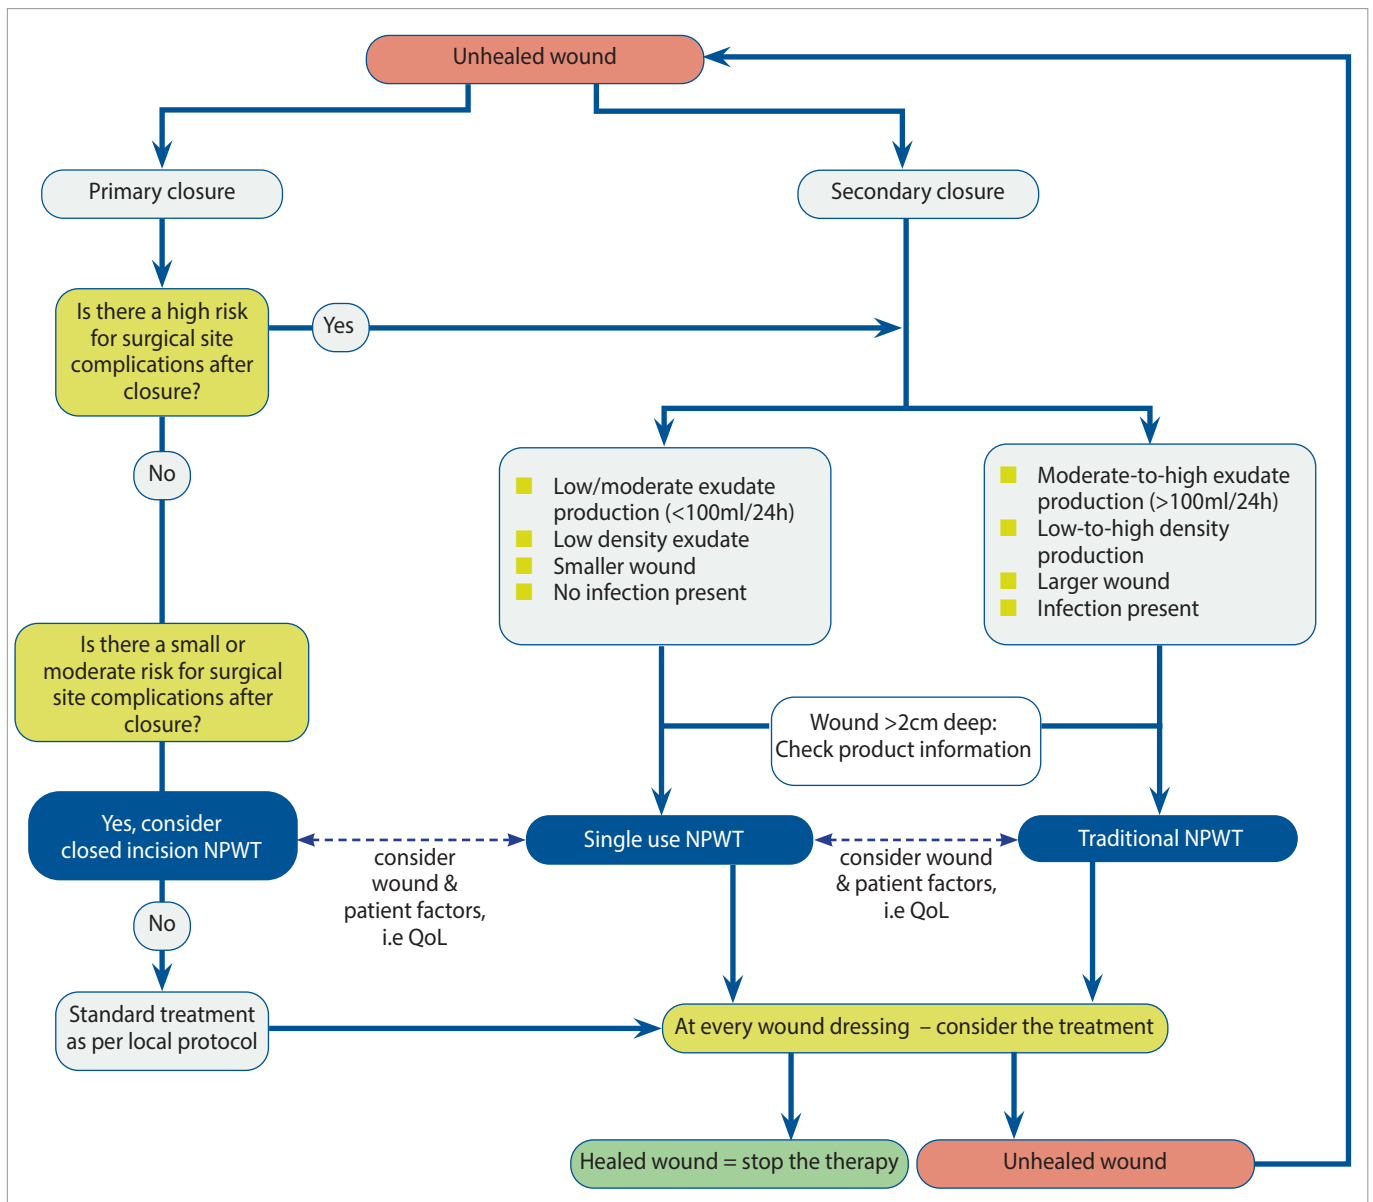 Unhealed wound
Primary closure
Secondary closure
Is there a high risk
for surgical site
complications after
closure?
Yes
No
Low/moderate exudate
production (<100ml/24h)
Low density exudate
Smaller wound
No infection present
Moderate-to-high exudate
production (>100ml/24h)
Low-to-high density
production
Larger wound
Infection present
Is there a small or
moderate risk for surgical
site complications after
closure?
Wound >2cm deep:
Check product information
Yes, consider
closed incision NPWT
consider
wound &
patient factors,
i.e QoL
Single use NPWT
consider wound
& patient factors,
i.e QoL
Traditional NPWT
No
Standard treatment
as per local protocol
At every wound dressing – consider the treatment
Healed wound = stop the therapy
Unhealed wound